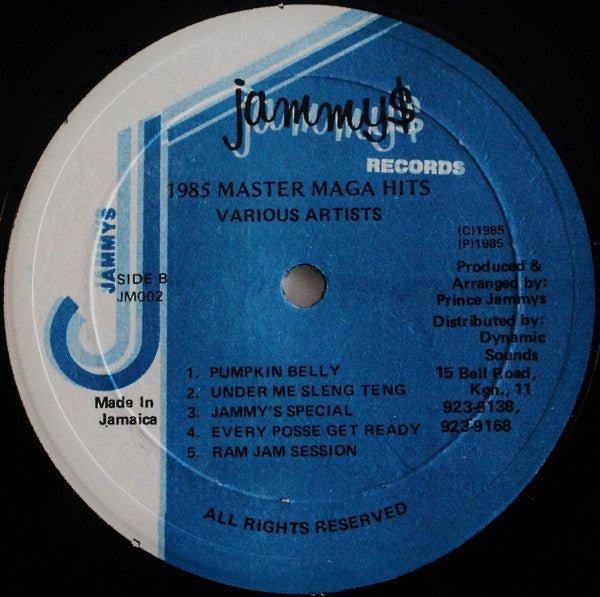 jammy$
RECORDS
1985 MASTER MAGA HITS
VARIOUS ARTISTS
(C)1985
(P)1985
JAMMYS
SIDE B
JM002
Produced &
Arranged by:
Prince Jammys
Distributed by:
Dynamic
Sounds
15 Bell Road,
Kgn., 11
923-9138,
923-9168
1. PUMPKIN BELLY
2. UNDER ME SLENG TENG
3. JAMMY'S SPECIAL
4. EVERY POSSE GET READY
5. RAM JAM SESSION
Made In
Jamaica
ALL RIGHTS RESERVED